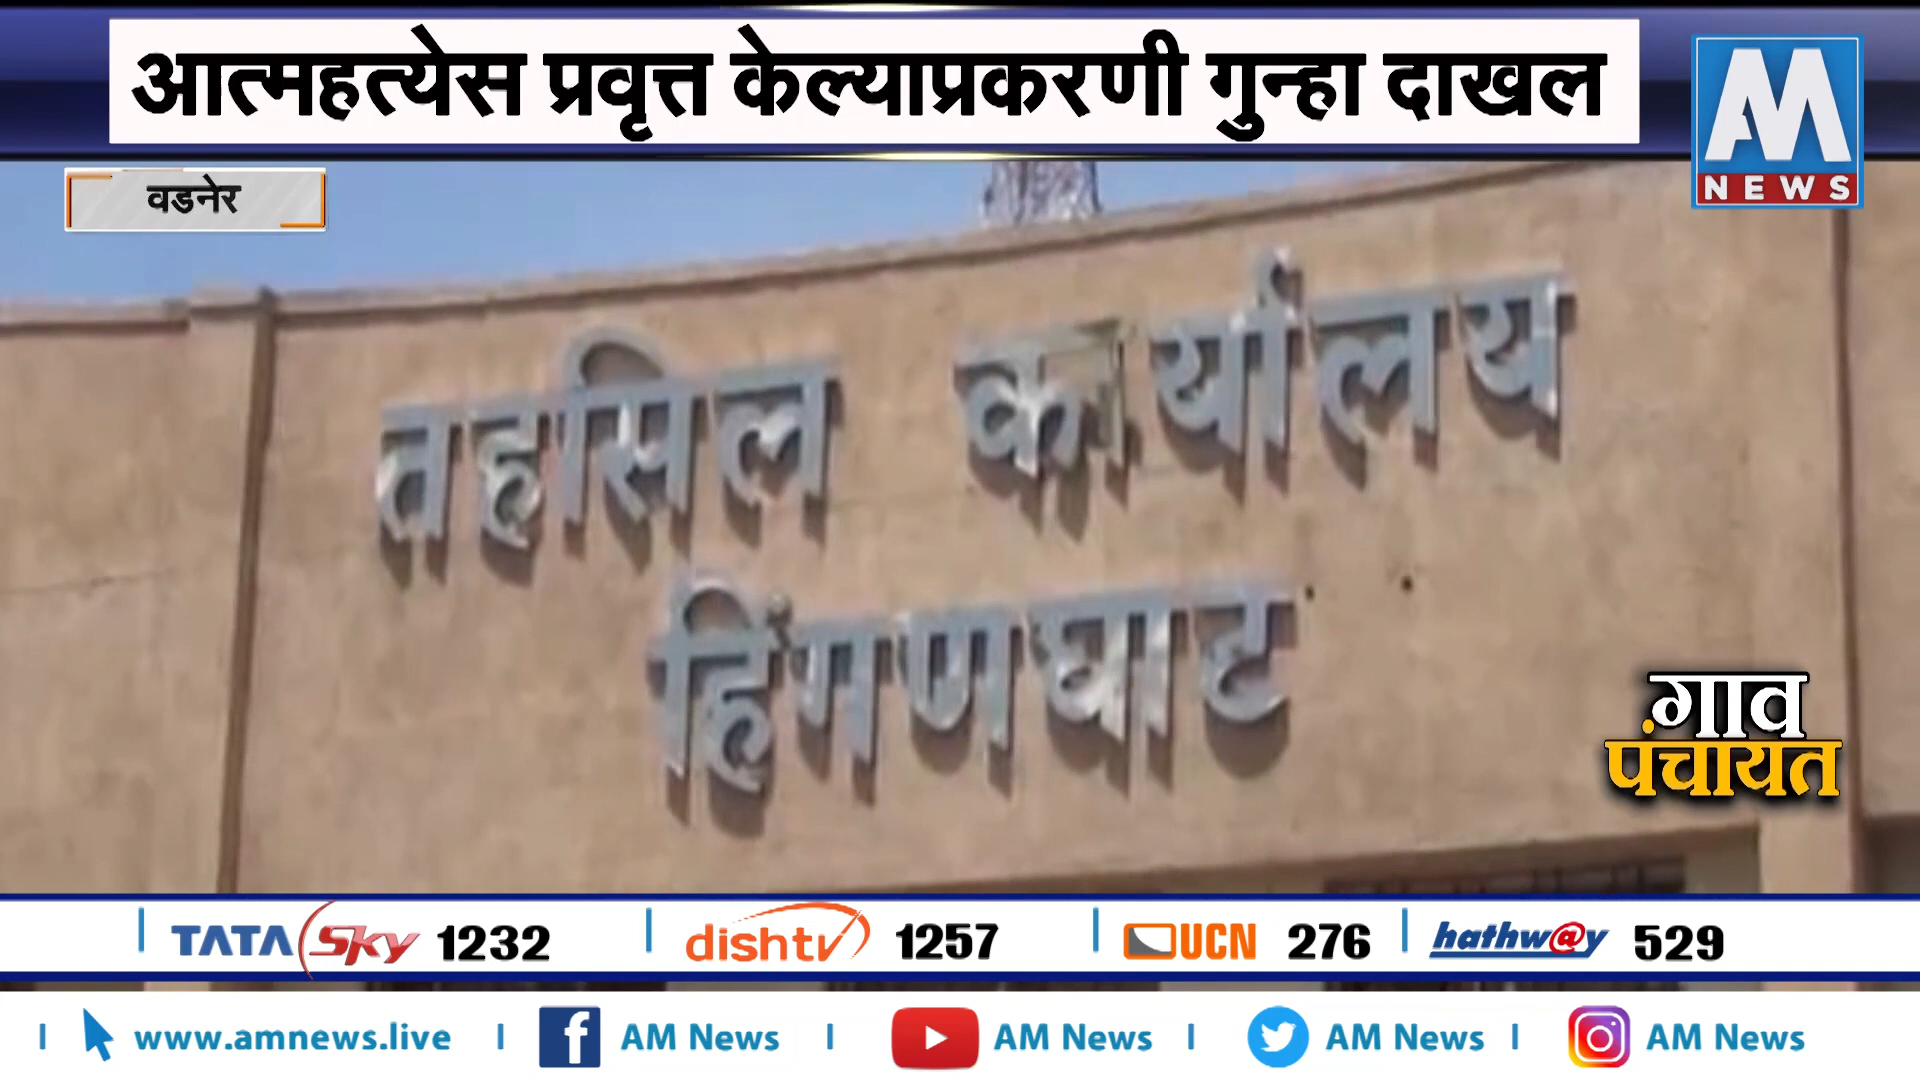 आत्महत्येस प्रवृत्त केल्याप्रकरणी गुन्हा दाखल
AM
NEWS
वडनेर
तहसिल कार्यालय
हिंगणघाट
गाव
पंचायत
TATA Sky 1232 dishtv 1257 UCN 276 hathw@y 529
www.amnews.live AM News AM News AM News AM News